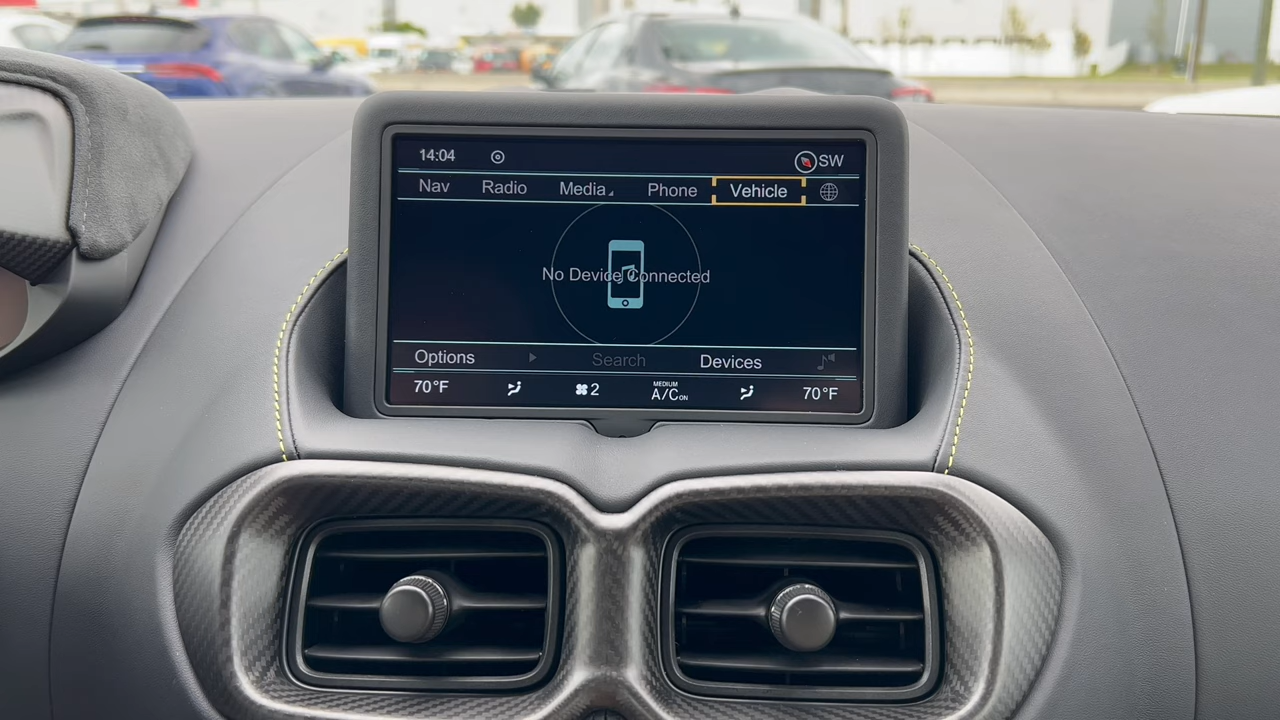 14:04 SW
Nav Radio Media Phone Vehicle
No Device Connected
Options Search Devices
70°F 2 MEDIUM A/C ON 70°F